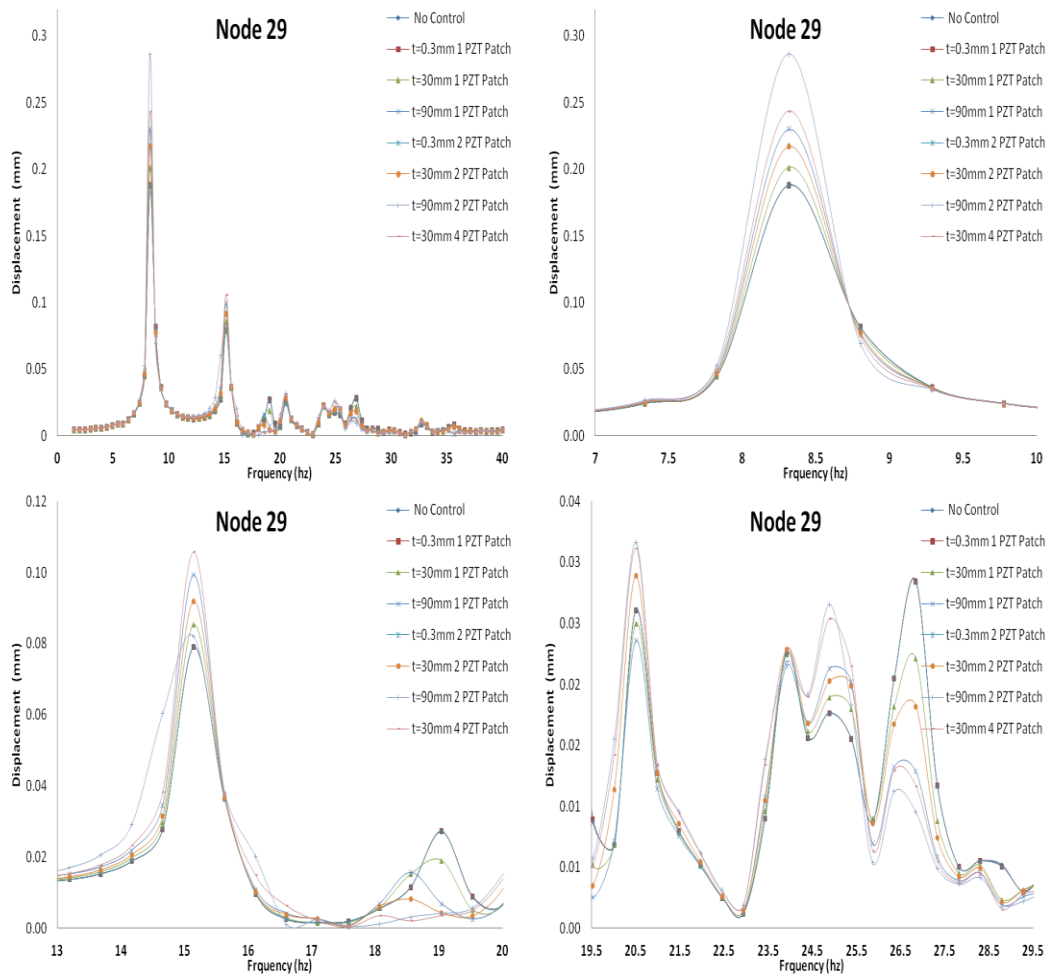 Node 29
No Control
t=0.3mm 1 PZT Patch
t=30mm 1 PZT Patch
t=90mm 1 PZT Patch
t=0.3mm 2 PZT Patch
t=30mm 2 PZT Patch
t=90mm 2 PZT Patch
t=30mm 4 PZT Patch
Displacement (mm)
0.3
0.25
0.2
0.15
0.1
0.05
0
0 5 10 15 20 25 30 35 40
Frquency (hz)
Node 29
No Control
t=0.3mm 1 PZT Patch
t=30mm 1 PZT Patch
t=90mm 1 PZT Patch
t=0.3mm 2 PZT Patch
t=30mm 2 PZT Patch
t=90mm 2 PZT Patch
t=30mm 4 PZT Patch
Displacement (mm)
0.30
0.25
0.20
0.15
0.10
0.05
0.00
7 7.5 8 8.5 9 9.5 10
Frquency (hz)
Node 29
No Control
t=0.3mm 1 PZT Patch
t=30mm 1 PZT Patch
t=90mm 1 PZT Patch
t=0.3mm 2 PZT Patch
t=30mm 2 PZT Patch
t=90mm 2 PZT Patch
t=30mm 4 PZT Patch
Displacement (mm)
0.12
0.10
0.08
0.06
0.04
0.02
0.00
13 14 15 16 17 18 19 20
Frquency (hz)
Node 29
No Control
t=0.3mm 1 PZT Patch
t=30mm 1 PZT Patch
t=90mm 1 PZT Patch
t=0.3mm 2 PZT Patch
t=30mm 2 PZT Patch
t=90mm 2 PZT Patch
t=30mm 4 PZT Patch
Displacement (mm)
0.04
0.03
0.03
0.02
0.02
0.01
0.01
0.00
19.5 20.5 21.5 22.5 23.5 24.5 25.5 26.5 27.5 28.5 29.5
Frquency (hz)